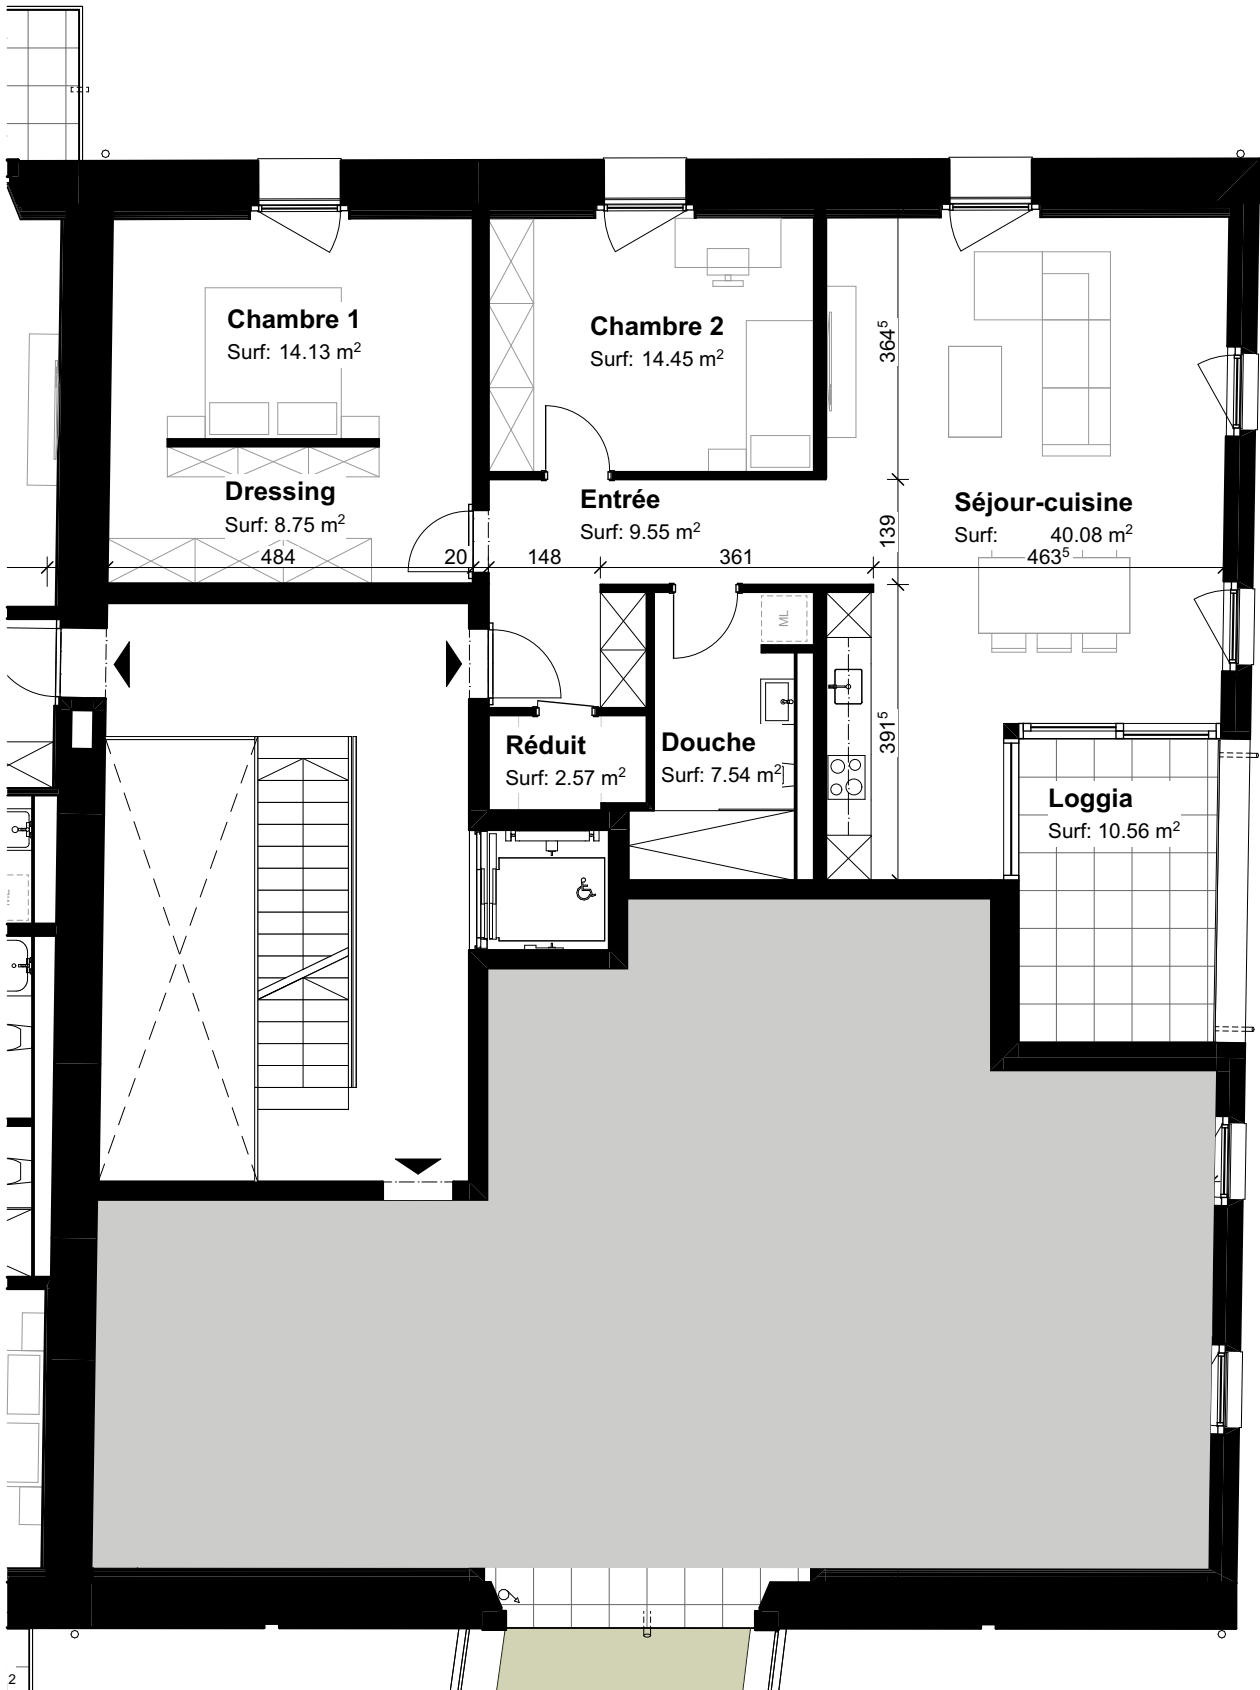 Chambre 1
Surf: 14.13 m²
Chambre 2
Surf: 14.45 m²
364⁵
Dressing
Surf: 8.75 m²
Entrée
Surf: 9.55 m²
139
Séjour-cuisine
Surf: 40.08 m²
484
20
148
361
463⁵
ML
391⁵
Réduit
Surf: 2.57 m²
Douche
Surf: 7.54 m²
Loggia
Surf: 10.56 m²
2